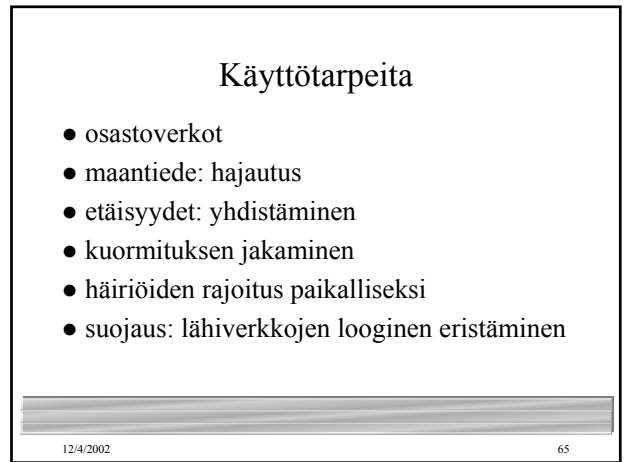 Käyttötarpeita
● osastoverkot
● maantiede: hajautus
● etäisyydet: yhdistäminen
● kuormituksen jakaminen
● häiriöiden rajoitus paikalliseksi
● suojaus: lähiverkkojen looginen eristäminen
12/4/2002 65